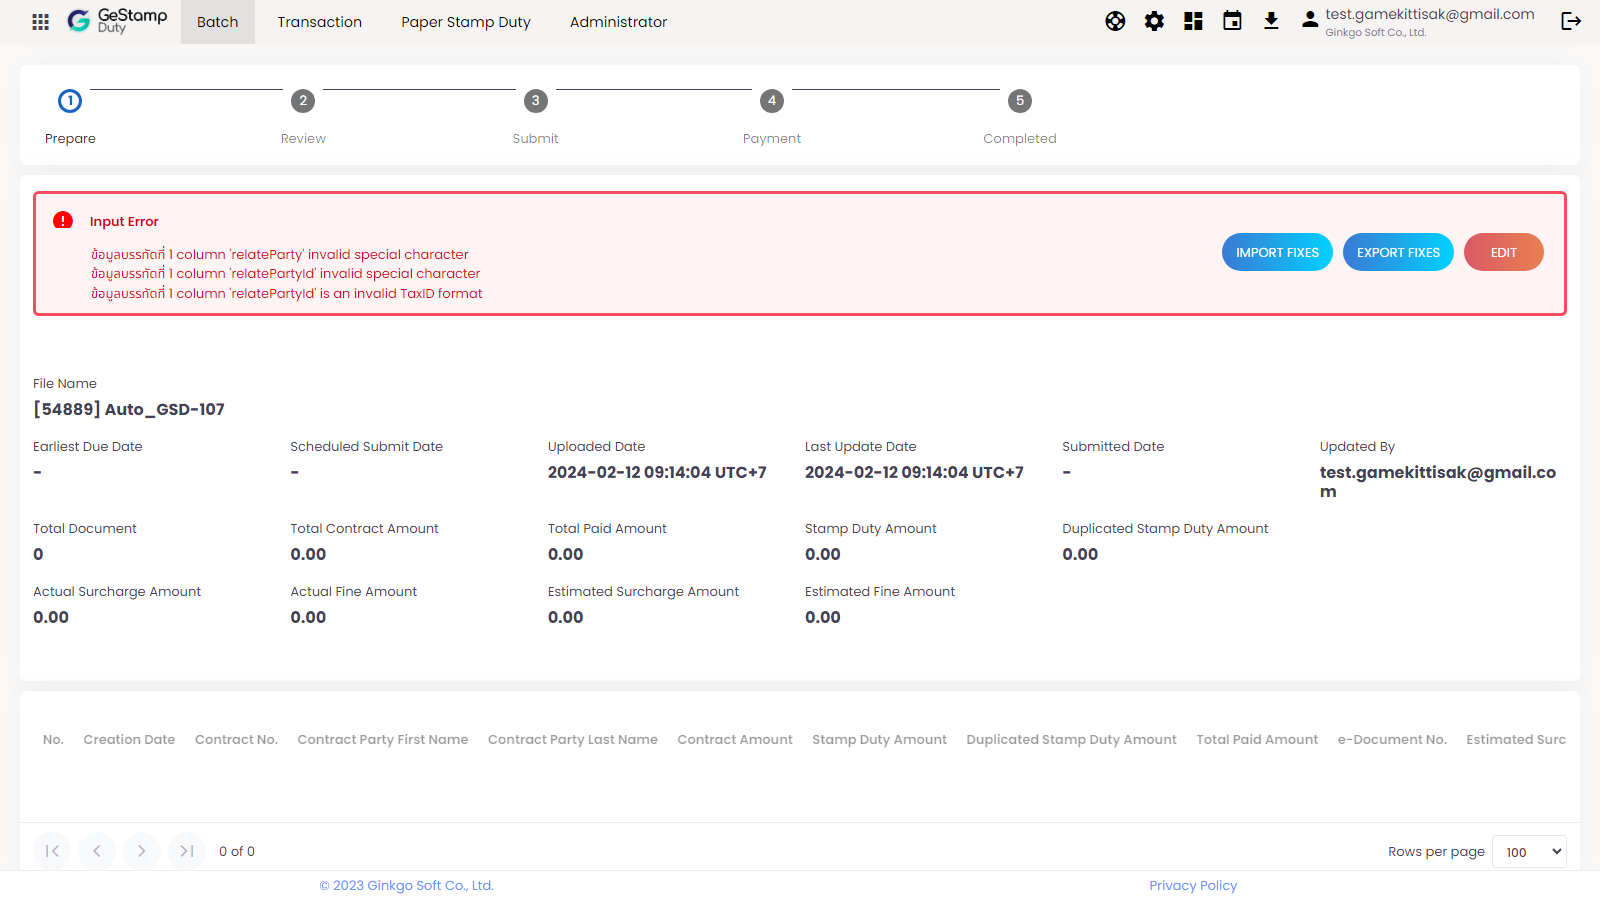 GeStamp
Duty
Batch
Transaction
Paper Stamp Duty
Administrator
test.gamekittisak@gmail.com
Ginkgo Soft Co., Ltd.
1
2
3
4
5
Prepare
Review
Submit
Payment
Completed
Input Error
ข้อมูลบรรทัดที่ 1 column 'relateParty' invalid special character
ข้อมูลบรรทัดที่ 1 column 'relatePartyId' invalid special character
ข้อมูลบรรทัดที่ 1 column 'relatePartyId' is an invalid TaxID format
IMPORT FIXES
EXPORT FIXES
EDIT
File Name
[54889] Auto_GSD-107
Earliest Due Date
Scheduled Submit Date
Uploaded Date
Last Update Date
Submitted Date
Updated By
-
-
2024-02-12 09:14:04 UTC+7
2024-02-12 09:14:04 UTC+7
-
test.gamekittisak@gmail.co
m
Total Document
Total Contract Amount
Total Paid Amount
Stamp Duty Amount
Duplicated Stamp Duty Amount
0
0.00
0.00
0.00
0.00
Actual Surcharge Amount
Actual Fine Amount
Estimated Surcharge Amount
Estimated Fine Amount
0.00
0.00
0.00
0.00
No.
Creation Date
Contract No.
Contract Party First Name
Contract Party Last Name
Contract Amount
Stamp Duty Amount
Duplicated Stamp Duty Amount
Total Paid Amount
e-Document No.
Estimated Surc
0 of 0
Rows per page
100
© 2023 Ginkgo Soft Co., Ltd.
Privacy Policy